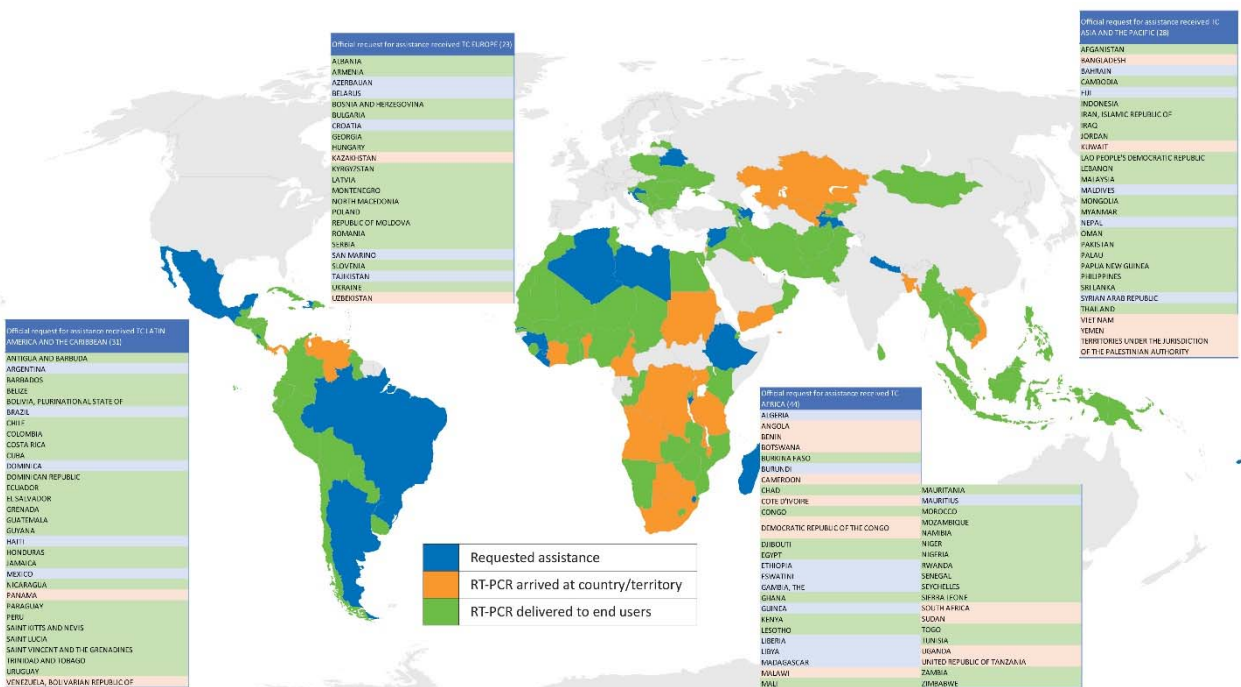 Official request for assistance received TC EUROPE (23)
ALBANIA
ARMENIA
AZERBAIJAN
BELARUS
BOSNIA AND HERZEGOVINA
BULGARIA
CROATIA
GEORGIA
HUNGARY
KAZAKHSTAN
KYRGYZSTAN
LATVIA
MONTENEGRO
NORTH MACEDONIA
POLAND
REPUBLIC OF MOLDOVA
ROMANIA
SERBIA
SAN MARINO
SLOVENIA
TAJIKISTAN
UKRAINE
UZBEKISTAN
Official request for assistance received TC
ASIA AND THE PACIFIC (28)
AFGANISTAN
BANGLADESH
BAHRAIN
CAMBODIA
FIJI
INDONESIA
IRAN, ISLAMIC REPUBLIC OF
IRAQ
JORDAN
KUWAIT
LAO PEOPLE'S DEMOCRATIC REPUBLIC
LEBANON
MALAYSIA
MALDIVES
MONGOLIA
MYANMAR
NEPAL
OMAN
PAKISTAN
PALAU
PAPUA NEW GUINEA
PHILIPPINES
SRI LANKA
SYRIAN ARAB REPUBLIC
THAILAND
VIET NAM
YEMEN
TERRITORIES UNDER THE JURISDICTION
OF THE PALESTINIAN AUTHORITY
Official request for assistance received TC LATIN
AMERICA AND THE CARIBBEAN (31)
ANTIGUA AND BARBUDA
ARGENTINA
BARBADOS
BELIZE
BOLIVIA, PLURINATIONAL STATE OF
BRAZIL
CHILE
COLOMBIA
COSTA RICA
CUBA
DOMINICA
DOMINICAN REPUBLIC
ECUADOR
EL SALVADOR
GRENADA
GUATEMALA
GUYANA
HAITI
HONDURAS
JAMAICA
MEXICO
NICARAGUA
PANAMA
PARAGUAY
PERU
SAINT KITTS AND NEVIS
SAINT LUCIA
SAINT VINCENT AND THE GRENADINES
TRINIDAD AND TOBAGO
URUGUAY
VENEZUELA, BOLIVARIAN REPUBLIC OF
Requested assistance
RT-PCR arrived at country/territory
RT-PCR delivered to end users
Official request for assistance received TC
AFRICA (44)
ALGERIA
ANGOLA
BENIN
BOTSWANA
BURKINA FASO
BURUNDI
CAMEROON
CHAD
COTE D'IVOIRE
CONGO
DEMOCRATIC REPUBLIC OF THE CONGO
DJIBOUTI
EGYPT
ETHIOPIA
ESWATINI
GAMBIA, THE
GHANA
GUINEA
KENYA
LESOTHO
LIBERIA
LIBYA
MADAGASCAR
MALAWI
MALI
MAURITANIA
MAURITIUS
MOROCCO
MOZAMBIQUE
NAMIBIA
NIGER
NIGERIA
RWANDA
SENEGAL
SEYCHELLES
SIERRA LEONE
SOUTH AFRICA
SUDAN
TOGO
TUNISIA
UGANDA
UNITED REPUBLIC OF TANZANIA
ZAMBIA
ZIMBABWE